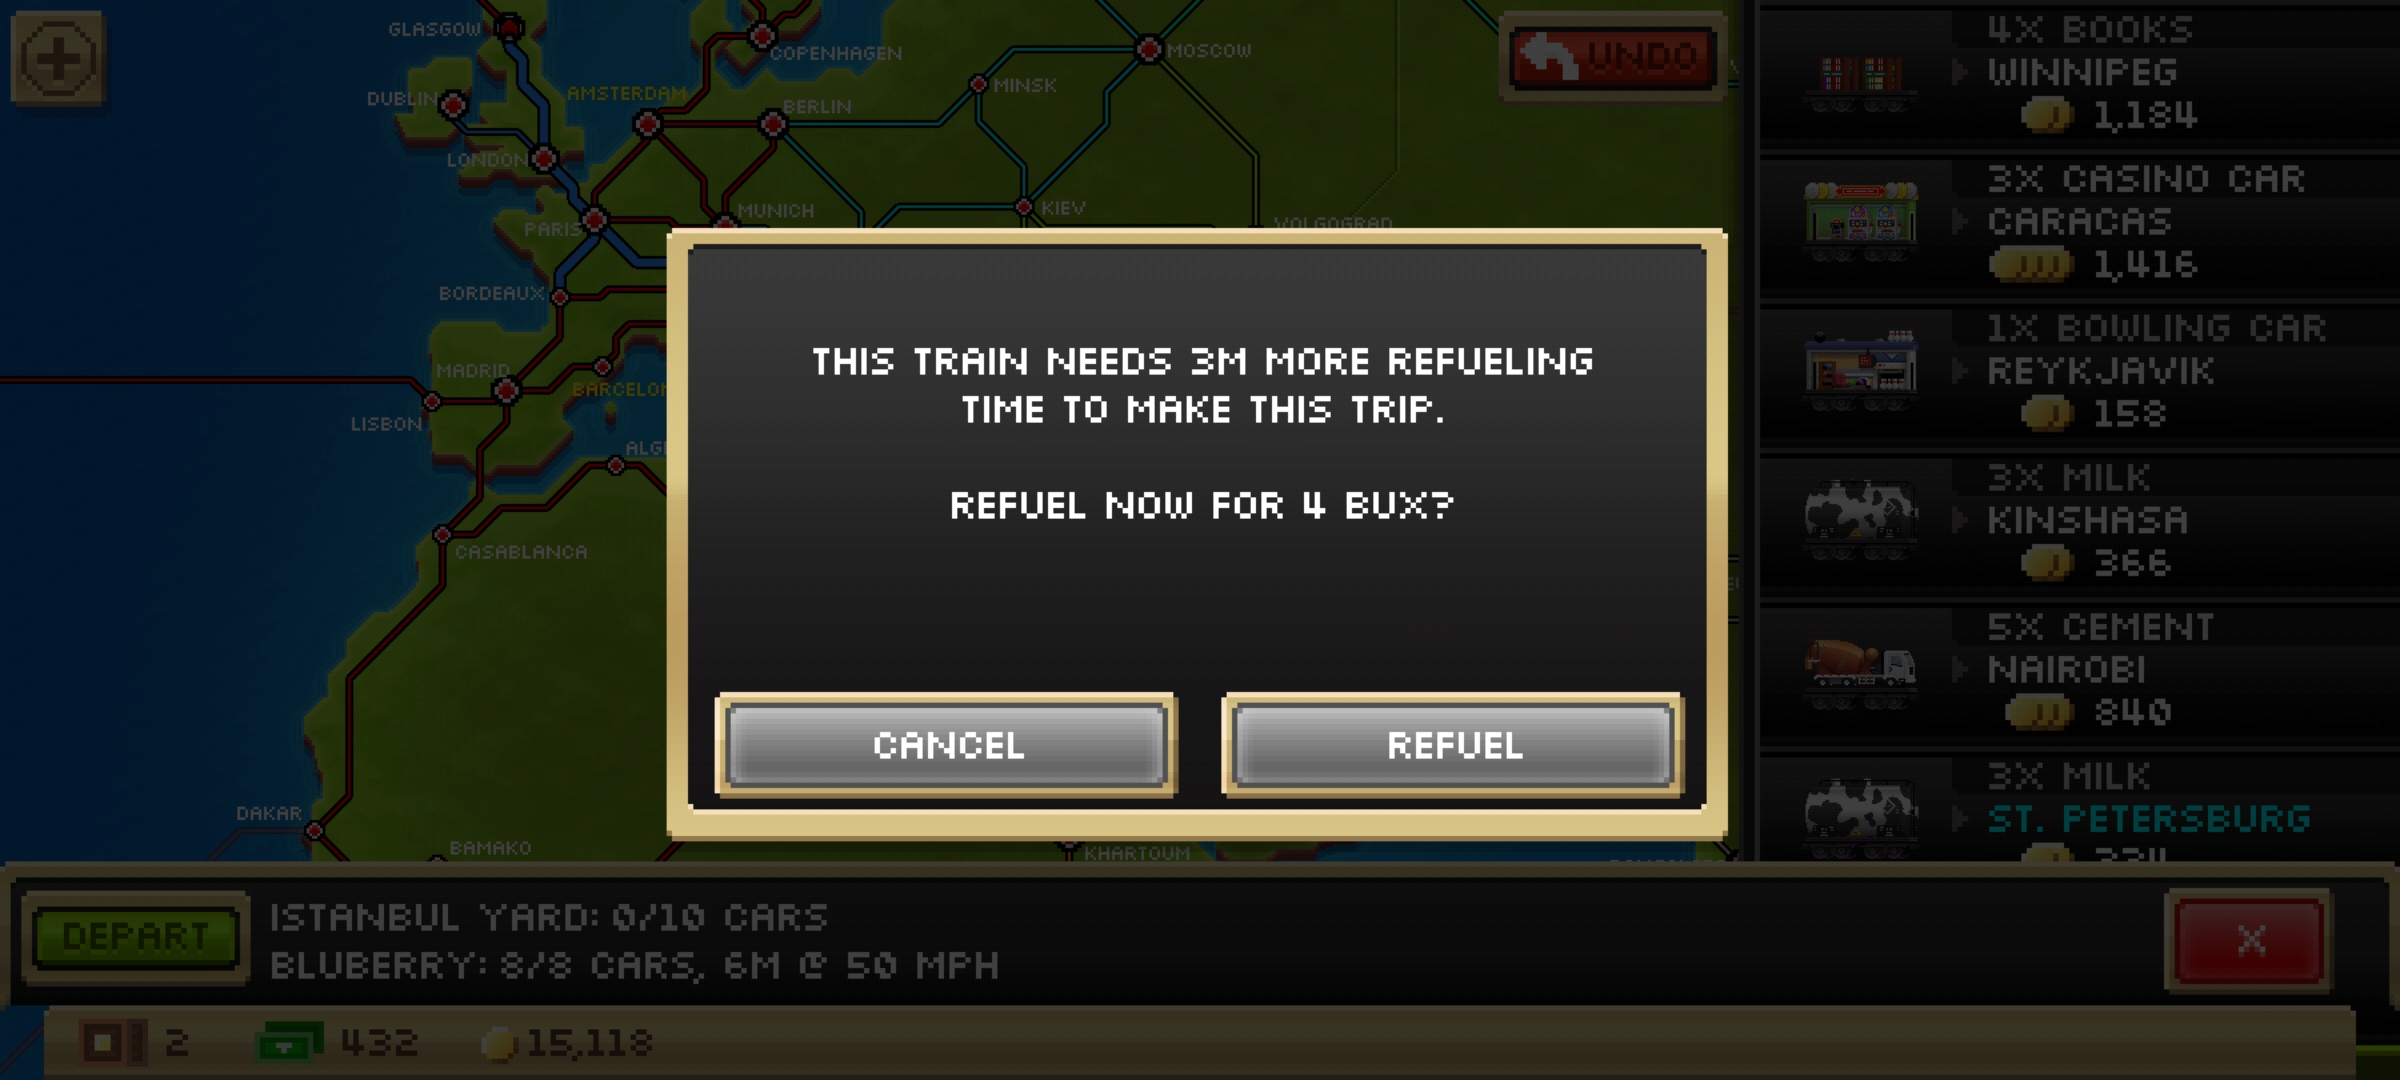 GLASGOW
COPENHAGEN
MOSCOW
UNDO
DUBLIN
AMSTERDAM
BERLIN
MINSK
LONDON
MUNICH
KIEV
PARIS
VOLGOGRAD
BORDEAUX
MADRID
LISBON
CASABLANCA
DAKAR
BAMAKO
KHARTOUM
THIS TRAIN NEEDS 3M MORE REFUELING
TIME TO MAKE THIS TRIP.
REFUEL NOW FOR 4 BUX?
CANCEL
REFUEL
4X BOOKS
WINNIPEG
1,184
3X CASINO CAR
CARACAS
1,416
1X BOWLING CAR
REYKJAVIK
158
3X MILK
KINSHASA
366
5X CEMENT
NAIROBI
840
3X MILK
ST. PETERSBURG
DEPART
ISTANBUL YARD: 0/10 CARS
BLUBERRY: 8/8 CARS, 6M @ 50 MPH
X
2
432
15,118